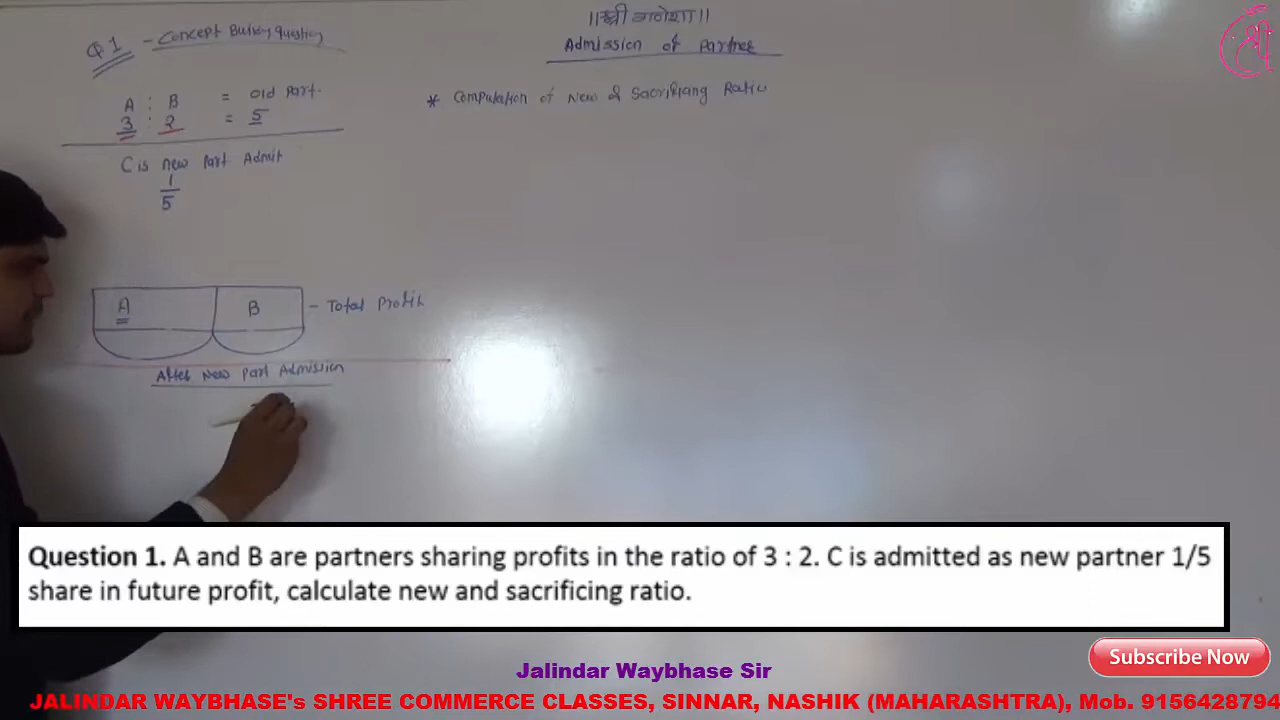 ॥ श्री गणेशा ॥
Admission of Partner
Q.1 - Concept Busing Question
A : B = old Part.
3 : 2 = 5
* Computation of New & Sacrificing Ratio
C is new Part Admit
1
5
A B - Total Profit
After New Part Admission
श्री
Question 1. A and B are partners sharing profits in the ratio of 3 : 2. C is admitted as new partner 1/5
share in future profit, calculate new and sacrificing ratio.
Subscribe Now
Jalindar Waybhase Sir
JALINDAR WAYBHASE's SHREE COMMERCE CLASSES, SINNAR, NASHIK (MAHARASHTRA), Mob. 9156428794